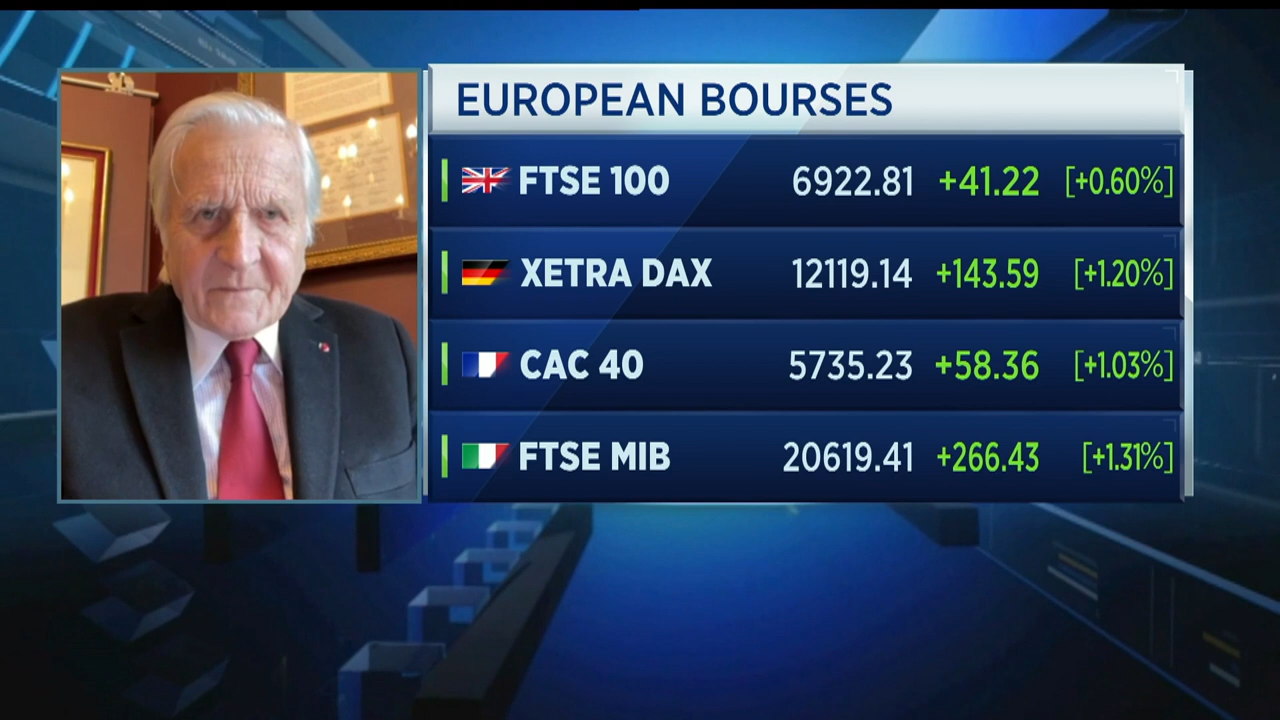 EUROPEAN BOURSES
FTSE 100 6922.81 +41.22 [+0.60%]
XETRA DAX 12119.14 +143.59 [+1.20%]
CAC 40 5735.23 +58.36 [+1.03%]
FTSE MIB 20619.41 +266.43 [+1.31%]